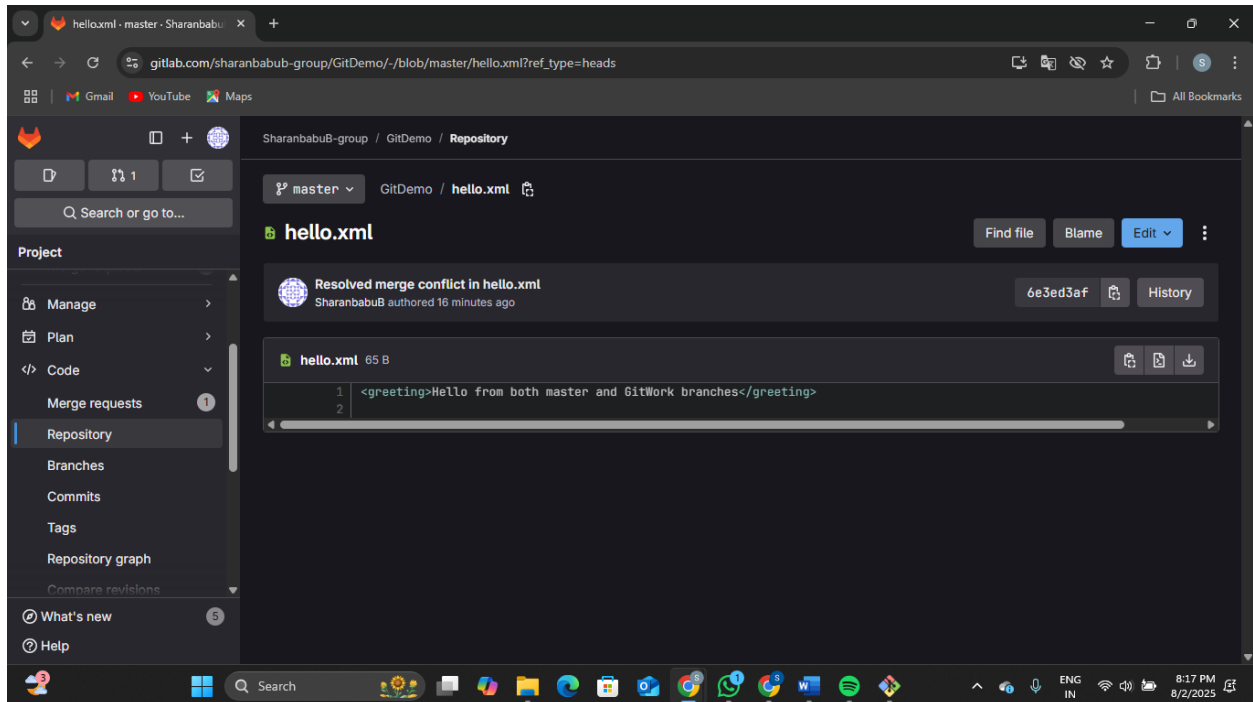 hello.xml · master · Sharanbabu
gitlab.com/sharanbabub-group/GitDemo/-/blob/master/hello.xml?ref_type=heads
S
Gmail YouTube Maps
All Bookmarks
SharanbabuB-group / GitDemo / Repository
1
master GitDemo / hello.xml
Search or go to...
hello.xml
Find file Blame Edit
Project
Resolved merge conflict in hello.xml
SharanbabuB authored 16 minutes ago
6e3ed3af History
Manage
Plan
Code
Merge requests 1
Repository
Branches
Commits
Tags
Repository graph
Compare revisions
What's new 5
Help
hello.xml 65 B
1 <greeting>Hello from both master and GitWork branches</greeting>
2
3
Search
S
1
S
ENG
IN
8:17 PM
8/2/2025